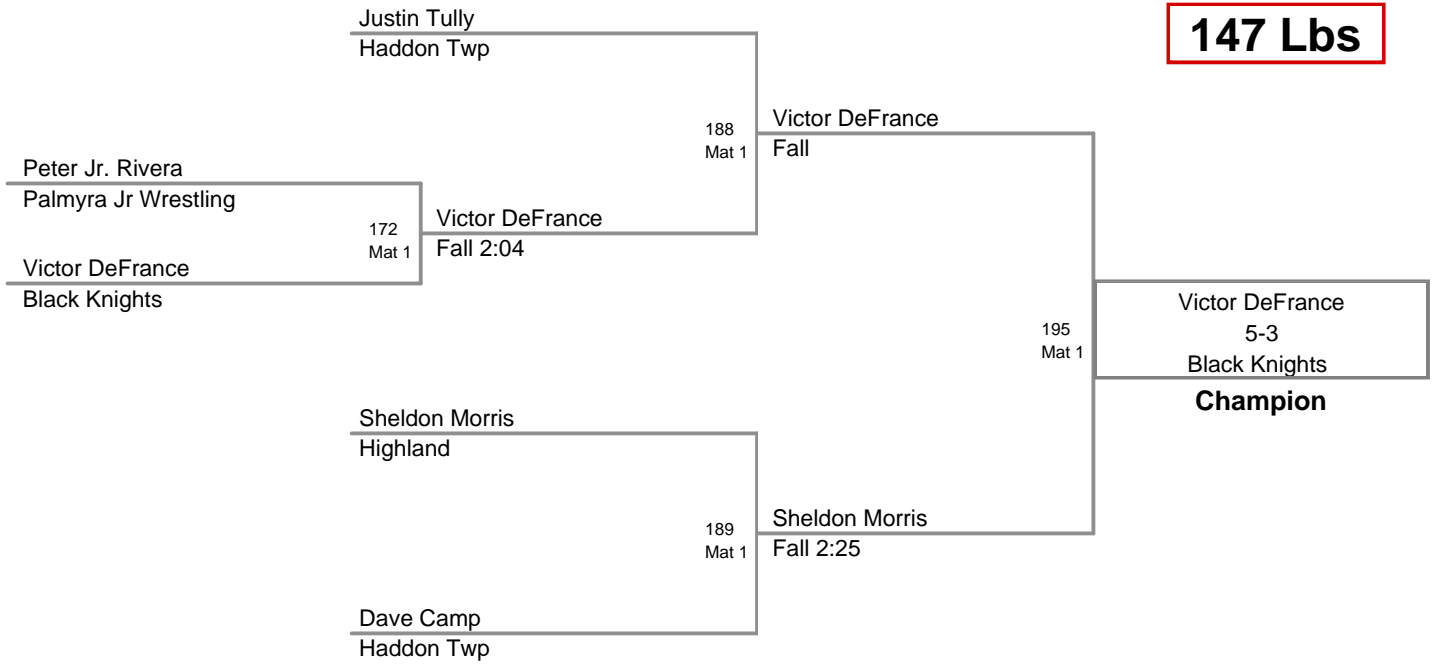 147 Lbs
Justin Tully
Haddon Twp
188
Mat 1
Victor DeFrance
Fall
Peter Jr. Rivera
Palmyra Jr Wrestling
172
Mat 1
Victor DeFrance
Fall 2:04
Victor DeFrance
Black Knights
195
Mat 1
Victor DeFrance
5-3
Black Knights
Champion
Sheldon Morris
Highland
189
Mat 1
Sheldon Morris
Fall 2:25
Dave Camp
Haddon Twp